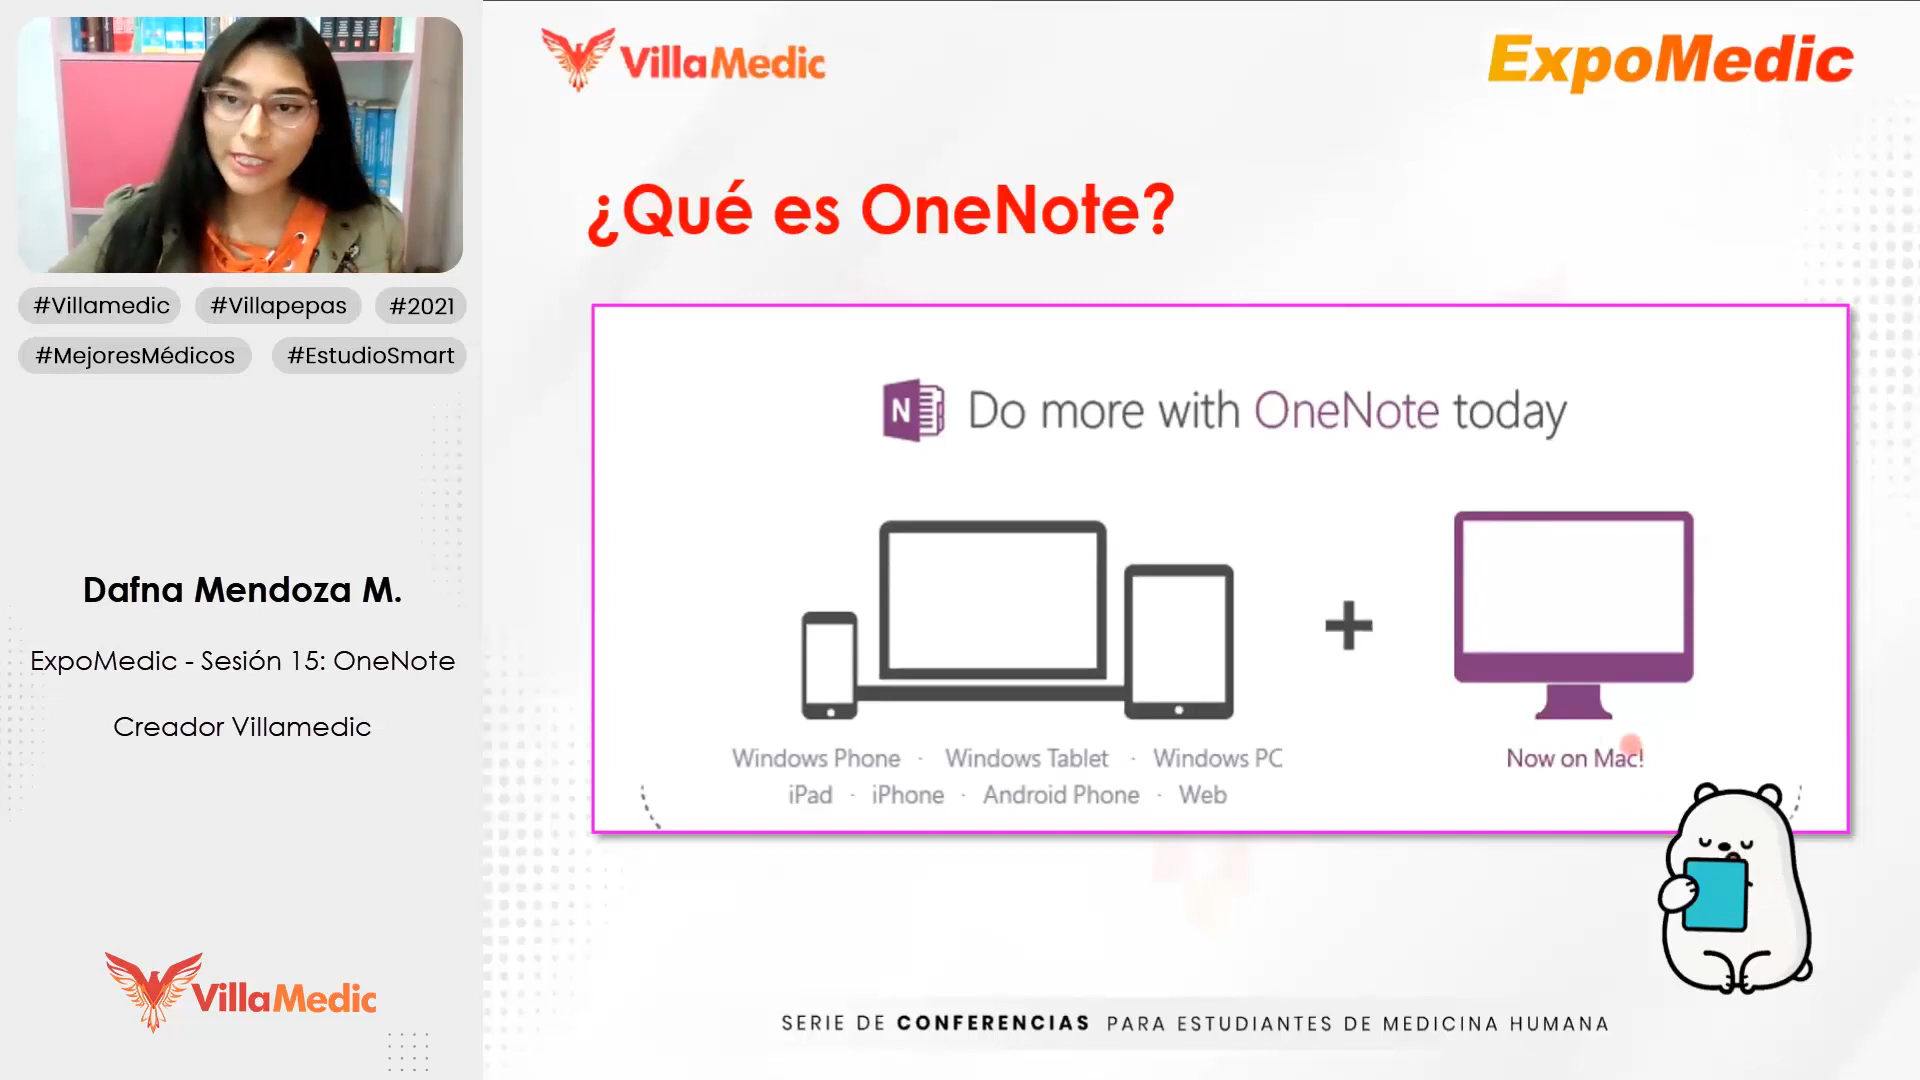 #Villamedic #Villapepas #2021
#MejoresMédicos #EstudioSmart
Dafna Mendoza M.
ExpoMedic - Sesión 15: OneNote
Creador Villamedic
VillaMedic
VillaMedic
ExpoMedic
¿Qué es OneNote?
N Do more with OneNote today
+
Windows Phone · Windows Tablet · Windows PC
iPad · iPhone · Android Phone · Web
Now on Mac!
SERIE DE CONFERENCIAS PARA ESTUDIANTES DE MEDICINA HUMANA